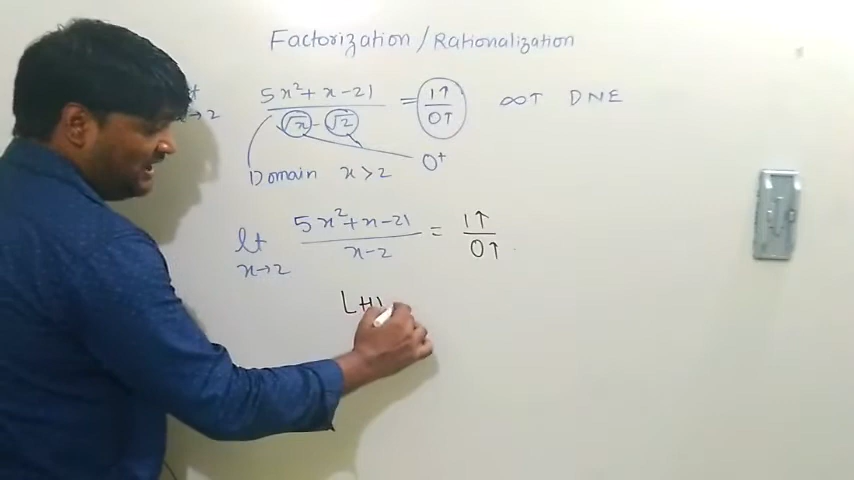 Factorization / Rationalization
5x² + x - 21 / √x - √2 = 1↑ / 0↑ ∞↑ DNE
x→2
Domain x > 2 0⁺
lt x→2 5x² + x - 21 / x - 2 = 1↑ / 0↑
LH